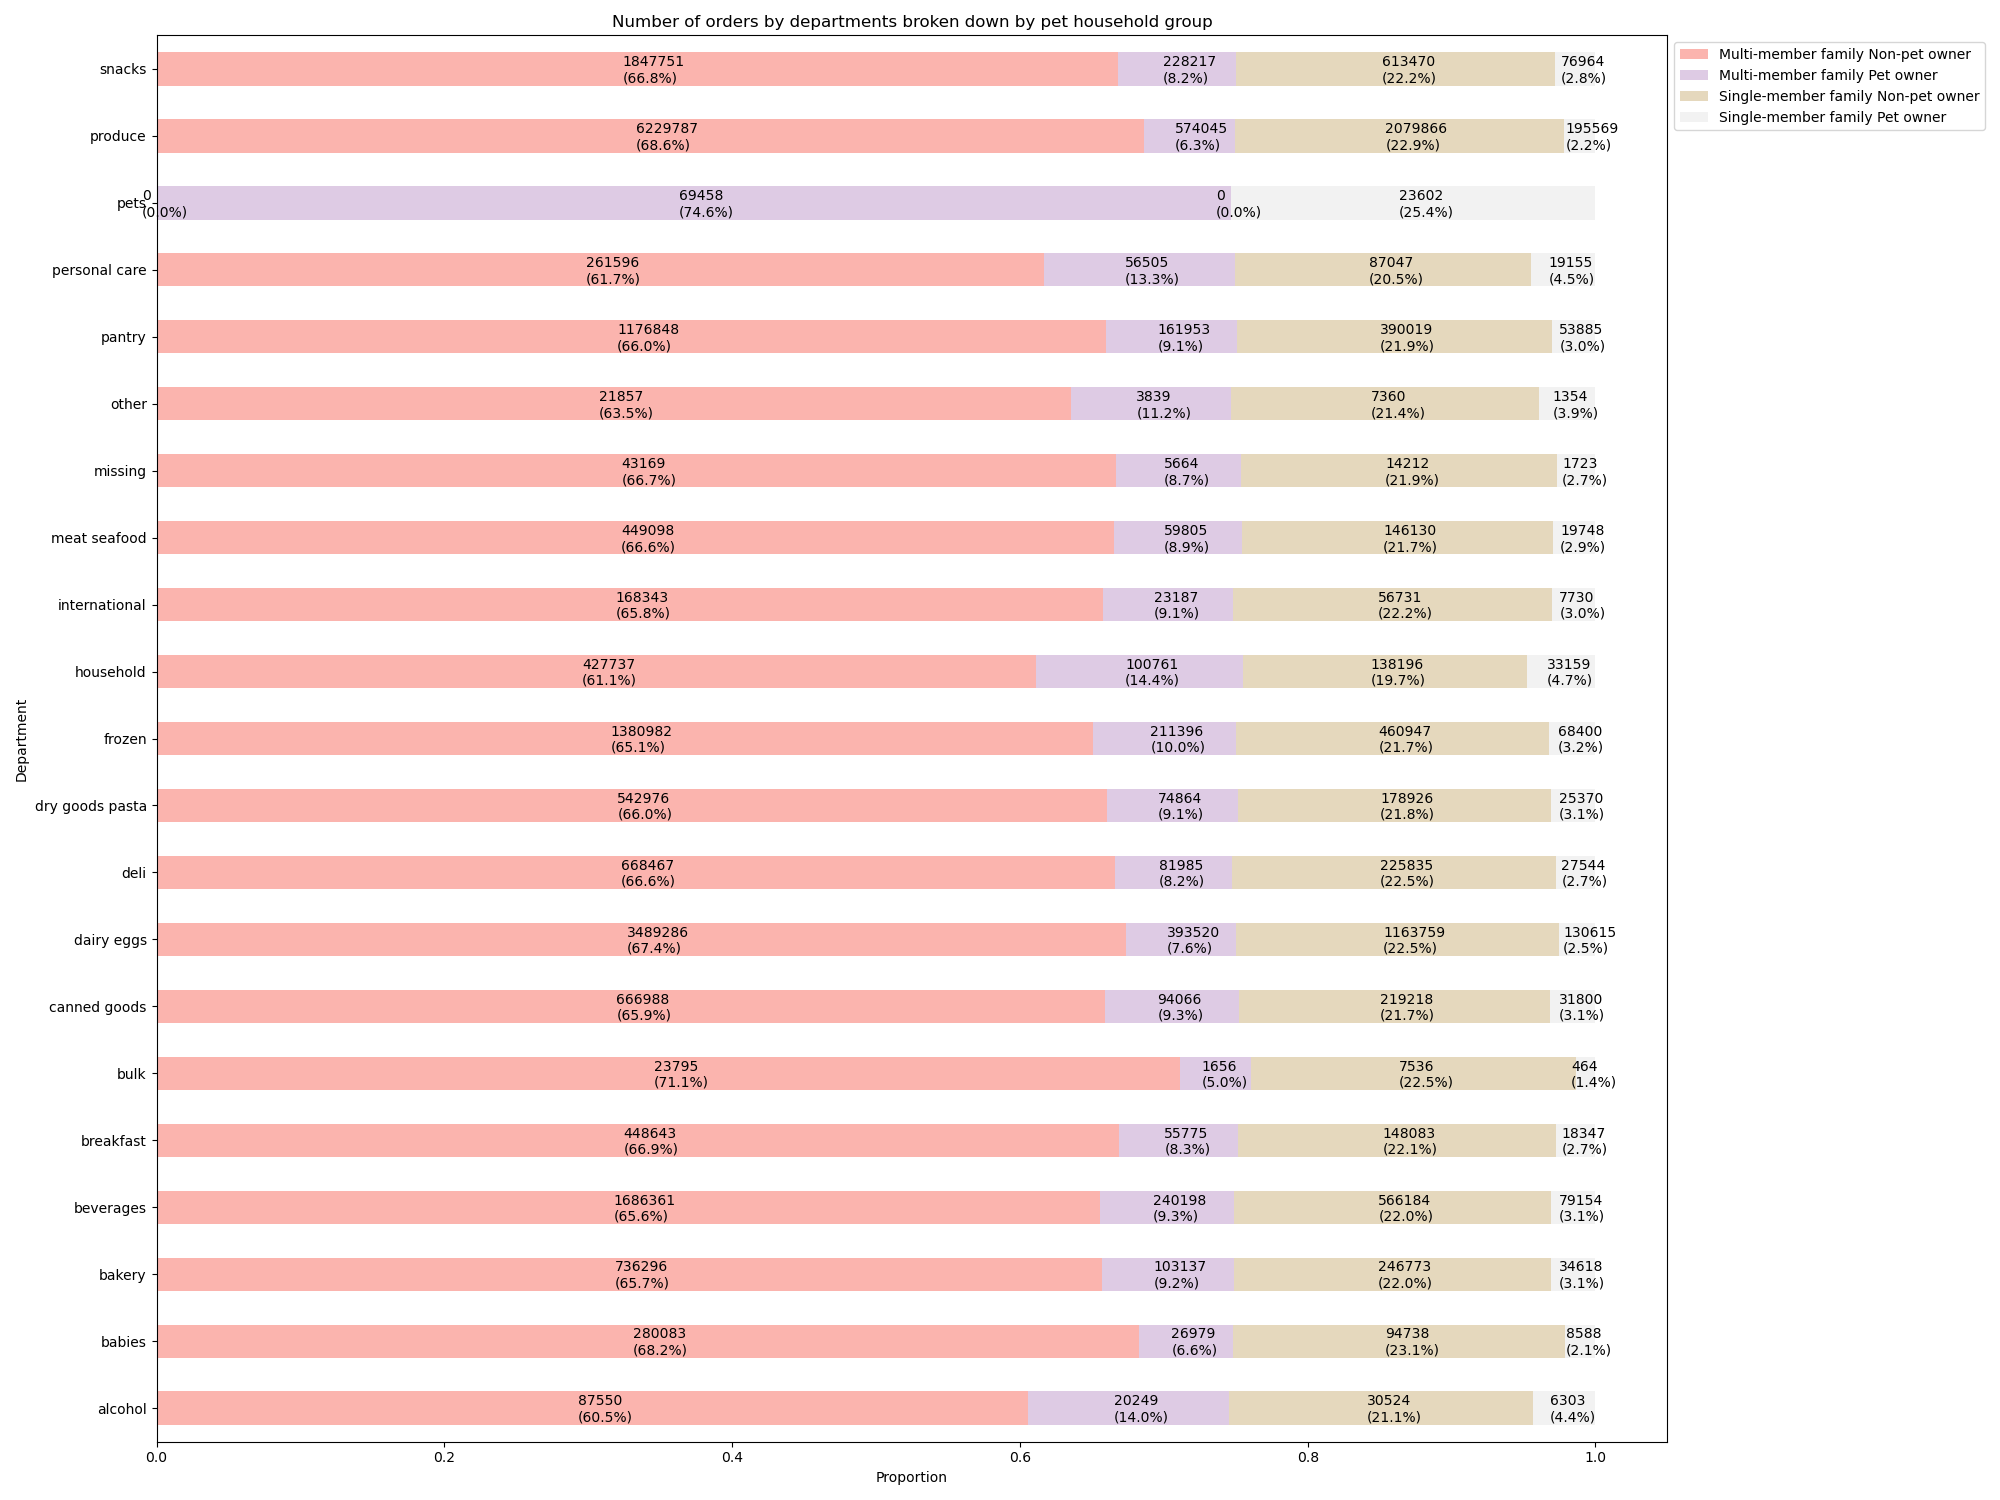 Number of orders by departments broken down by pet household group
Multi-member family Non-pet owner
Multi-member family Pet owner
Single-member family Non-pet owner
Single-member family Pet owner
Department
snacks
1847751 228217 613470 76964
(66.8%) (8.2%) (22.2%) (2.8%)
produce
6229787 574045 2079866 195569
(68.6%) (6.3%) (22.9%) (2.2%)
pets
0 69458 0 23602
(0.0%) (74.6%) (0.0%) (25.4%)
personal care
261596 56505 87047 19155
(61.7%) (13.3%) (20.5%) (4.5%)
pantry
1176848 161953 390019 53885
(66.0%) (9.1%) (21.9%) (3.0%)
other
21857 3839 7360 1354
(63.5%) (11.2%) (21.4%) (3.9%)
missing
43169 5664 14212 1723
(66.7%) (8.7%) (21.9%) (2.7%)
meat seafood
449098 59805 146130 19748
(66.6%) (8.9%) (21.7%) (2.9%)
international
168343 23187 56731 7730
(65.8%) (9.1%) (22.2%) (3.0%)
household
427737 100761 138196 33159
(61.1%) (14.4%) (19.7%) (4.7%)
frozen
1380982 211396 460947 68400
(65.1%) (10.0%) (21.7%) (3.2%)
dry goods pasta
542976 74864 178926 25370
(66.0%) (9.1%) (21.8%) (3.1%)
deli
668467 81985 225835 27544
(66.6%) (8.2%) (22.5%) (2.7%)
dairy eggs
3489286 393520 1163759 130615
(67.4%) (7.6%) (22.5%) (2.5%)
canned goods
666988 94066 219218 31800
(65.9%) (9.3%) (21.7%) (3.1%)
bulk
23795 1656 7536 464
(71.1%) (5.0%) (22.5%) (1.4%)
breakfast
448643 55775 148083 18347
(66.9%) (8.3%) (22.1%) (2.7%)
beverages
1686361 240198 566184 79154
(65.6%) (9.3%) (22.0%) (3.1%)
bakery
736296 103137 246773 34618
(65.7%) (9.2%) (22.0%) (3.1%)
babies
280083 26979 94738 8588
(68.2%) (6.6%) (23.1%) (2.1%)
alcohol
87550 20249 30524 6303
(60.5%) (14.0%) (21.1%) (4.4%)
0.0 0.2 0.4 0.6 0.8 1.0
Proportion